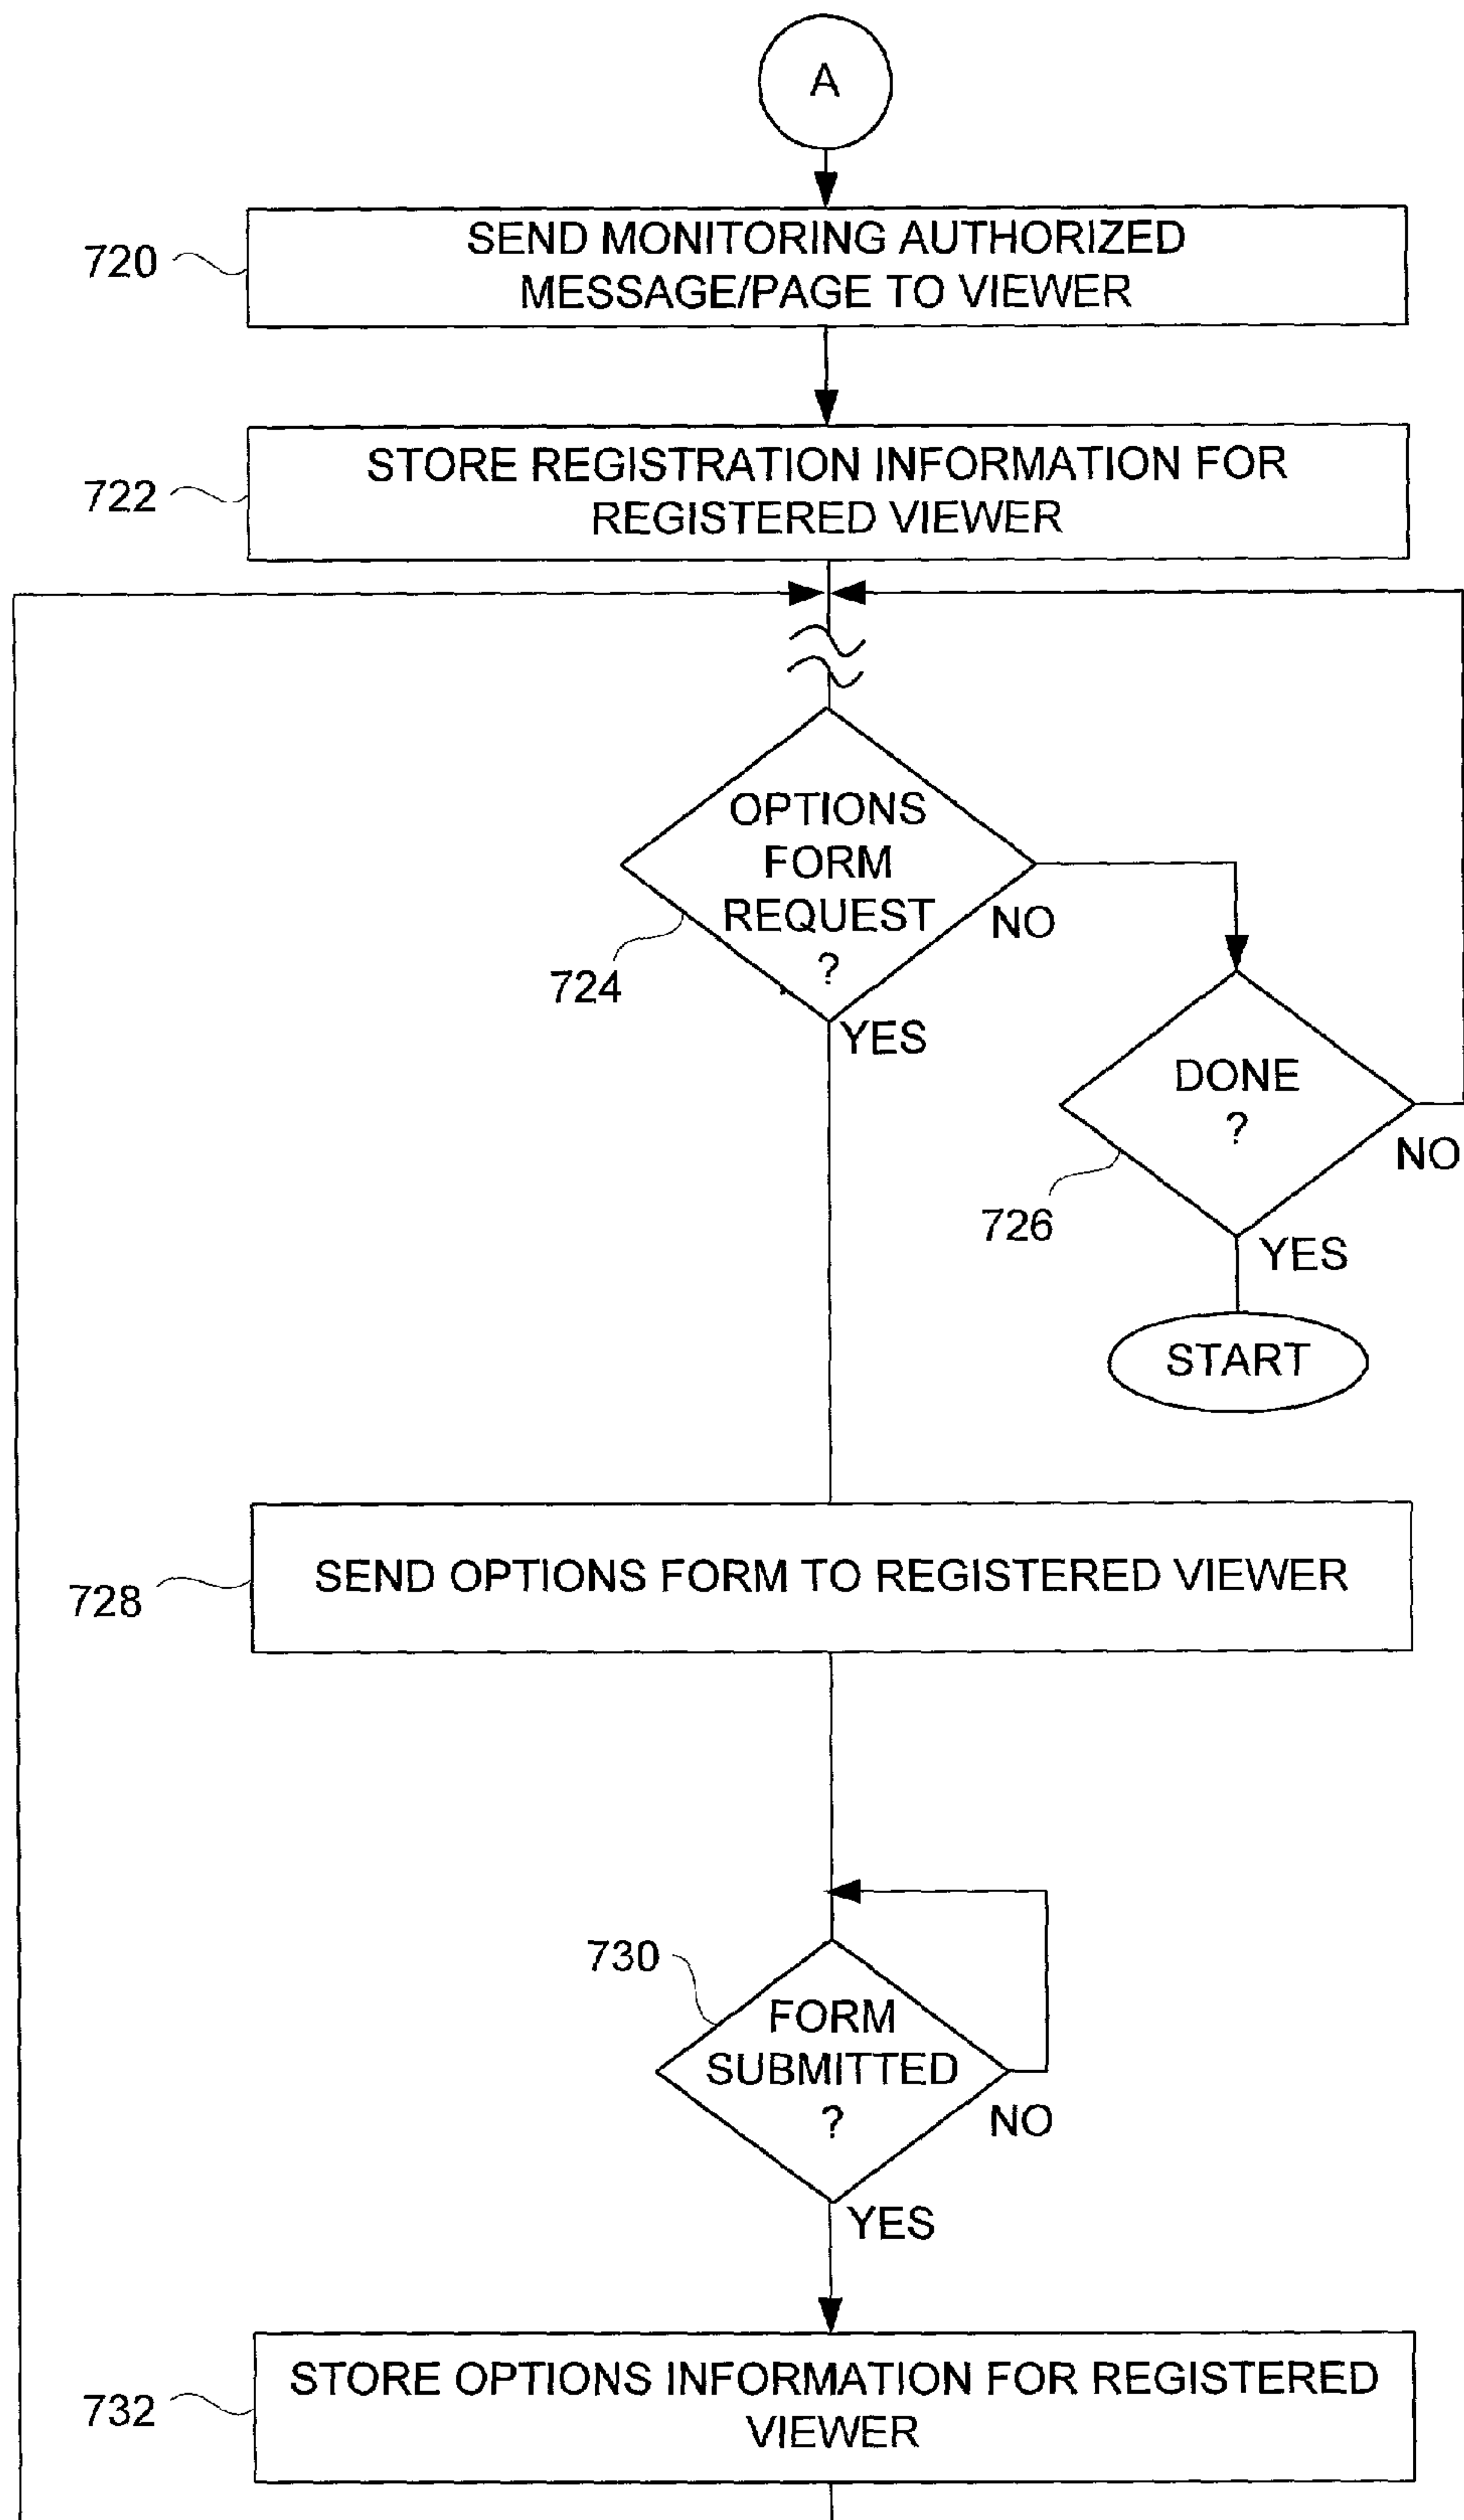 A
SEND MONITORING AUTHORIZED
MESSAGE/PAGE TO VIEWER
720
STORE REGISTRATION INFORMATION FOR
REGISTERED VIEWER
722
OPTIONS
FORM
REQUEST
?
NO
724
YES
DONE
?
NO
726
YES
START
SEND OPTIONS FORM TO REGISTERED VIEWER
728
730
FORM
SUBMITTED
?
NO
YES
STORE OPTIONS INFORMATION FOR REGISTERED
VIEWER
732